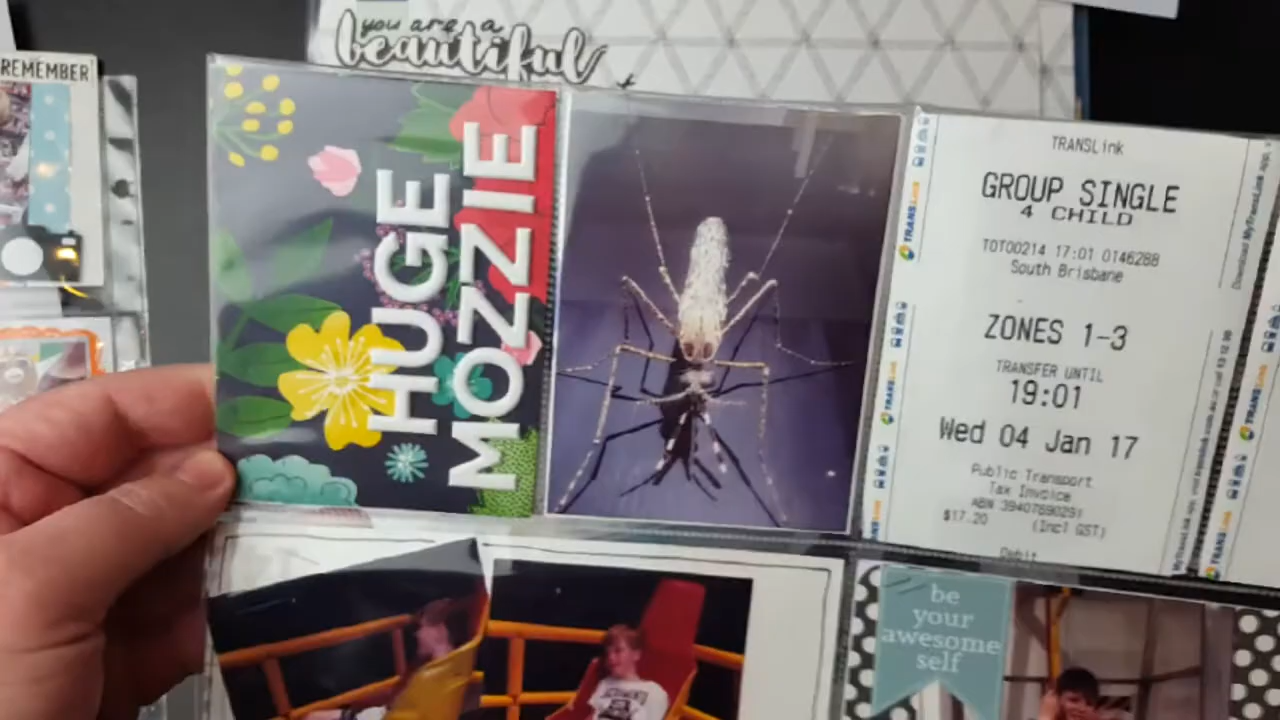 you are a
beautiful
REMEMBER
HUGE
MOZZIE
TRANSLink
GROUP SINGLE
4 CHILD
TOT00214 17:01 0146288
South Brisbane
ZONES 1-3
TRANSFER UNTIL
19:01
Wed 04 Jan 17
Public Transport
Tax Invoice
$17.20 (Incl GST)
Debit
TRANSLINK
be
your
awesome
self